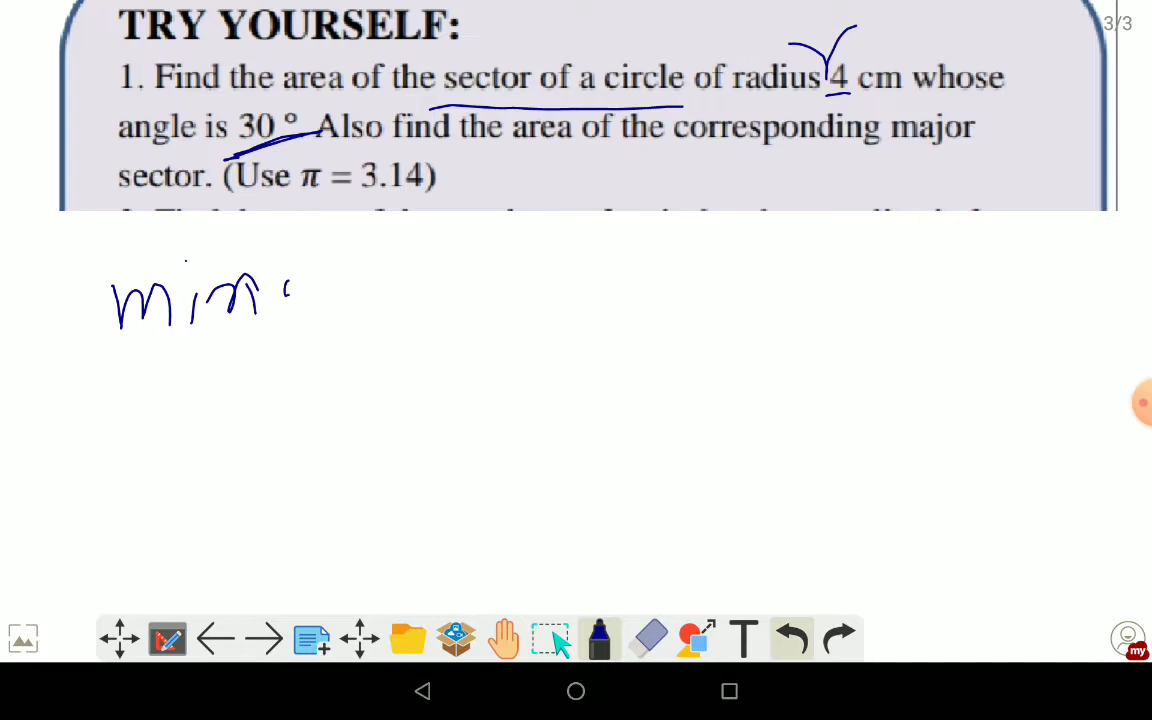 3/3
TRY YOURSELF:
1. Find the area of the sector of a circle of radius 4 cm whose
angle is 30 ° Also find the area of the corresponding major
sector. (Use π = 3.14)
T
my